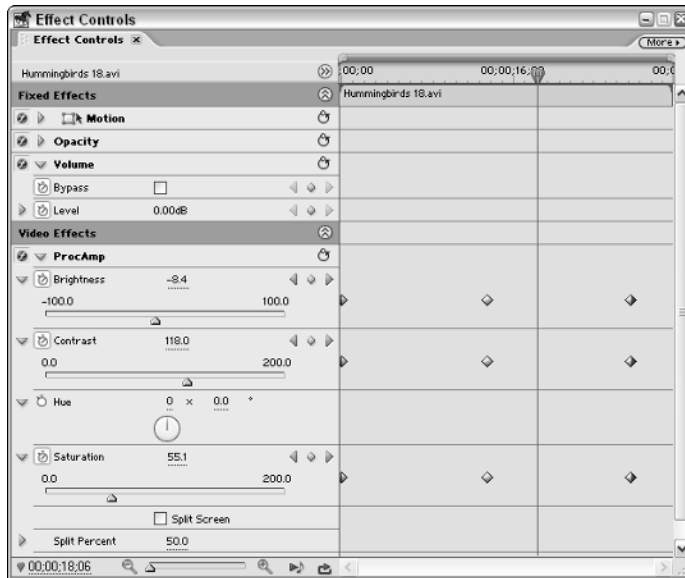 Effect Controls
Effect Controls x
More
Hummingbirds 18.avi
;00;00 00;00;16;00 00;0
Fixed Effects
Hummingbirds 18.avi
Motion
Opacity
Volume
Bypass
Level 0.00dB
Video Effects
ProcAmp
Brightness -8.4
-100.0 100.0
Contrast 118.0
0.0 200.0
Hue 0 x 0.0 °
Saturation 55.1
0.0 200.0
Split Screen
Split Percent 50.0
00;00;18;06